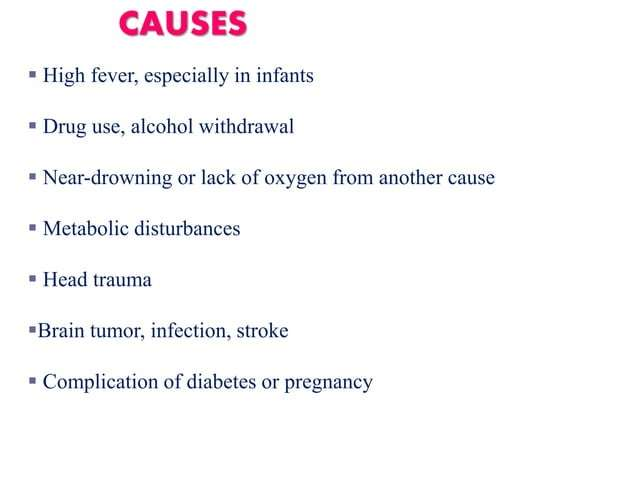 CAUSES
▪ High fever, especially in infants
▪ Drug use, alcohol withdrawal
▪ Near-drowning or lack of oxygen from another cause
▪ Metabolic disturbances
▪ Head trauma
▪Brain tumor, infection, stroke
▪ Complication of diabetes or pregnancy